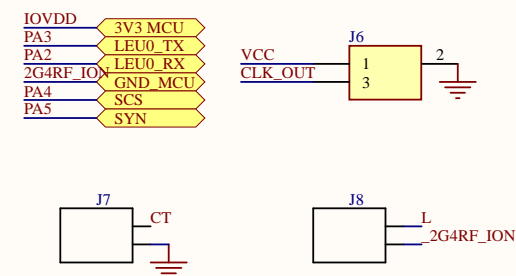 IOVDD 3V3 MCU
PA3 LEU0_TX
PA2 LEU0_RX
2G4RF_ION GND_MCU
PA4 SCS
PA5 SYN
J6
VCC 1 2
CLK_OUT 3
J7
CT
J8
L
_2G4RF_ION